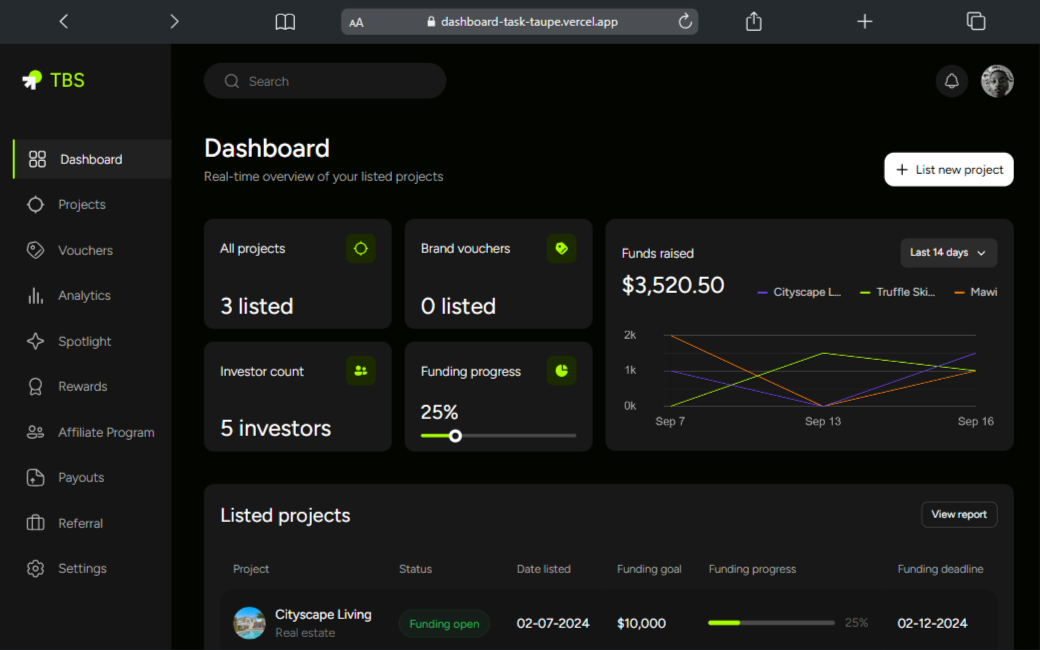 AA dashboard-task-taupe.vercel.app
TBS
Search
Dashboard
Projects
Vouchers
Analytics
Spotlight
Rewards
Affiliate Program
Payouts
Referral
Settings
Dashboard
Real-time overview of your listed projects
List new project
All projects
3 listed
Brand vouchers
0 listed
Investor count
5 investors
Funding progress
25%
Funds raised
Last 14 days
$3,520.50
Cityscape L... Truffle Ski... Mawi
2k
1k
0k
Sep 7 Sep 13 Sep 16
Listed projects
View report
Project Status Date listed Funding goal Funding progress Funding deadline
Cityscape Living
Real estate
Funding open 02-07-2024 $10,000 25% 02-12-2024